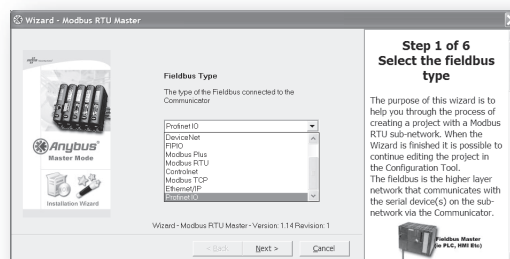 Wizard - Modbus RTU Master
Anybus®
Master Mode
Installation Wizard
Fieldbus Type
The type of the Fieldbus connected to the
Communicator
Profinet IO
DeviceNet
FIPIO
Modbus Plus
Modbus RTU
Controlnet
Modbus TCP
Ethernet/IP
Profinet IO
Wizard - Modbus RTU Master - Version: 1.14 Revision: 1
< Back
Next >
Cancel
Step 1 of 6
Select the fieldbus
type
The purpose of this wizard is to
help you through the process of
creating a project with a Modbus
RTU sub-network. When the
Wizard is finished it is possible to
continue editing the project in
the Configuration Tool.
The fieldbus is the higher layer
network that communicates with
the serial device(s) on the sub-
network via the Communicator.
Fieldbus Master
(ie PLC, HMI Etc)